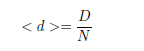 < d >= D/N